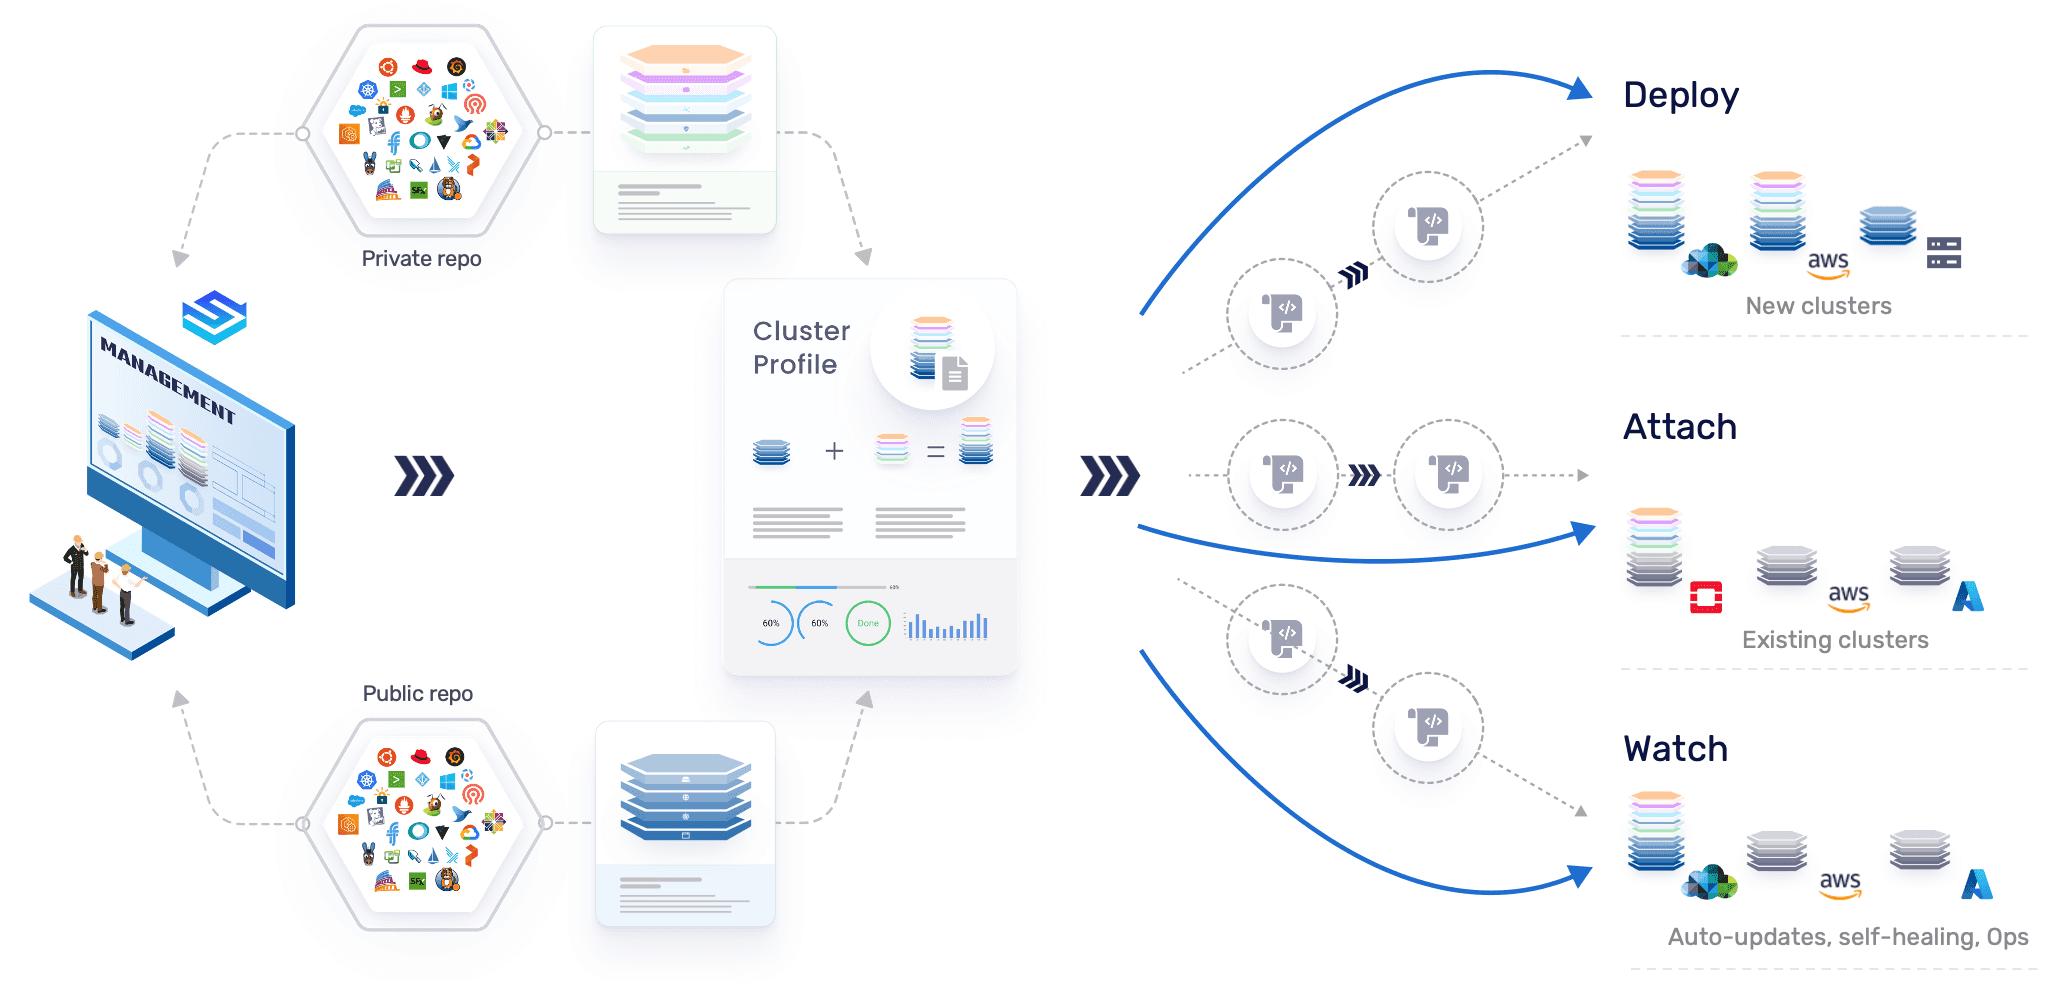 Private repo
MANAGEMENT
Public repo
Cluster
Profile
+
=
60%
60%
60%
Done
Deploy
aws
New clusters
Attach
aws
Existing clusters
Watch
aws
Auto-updates, self-healing, Ops